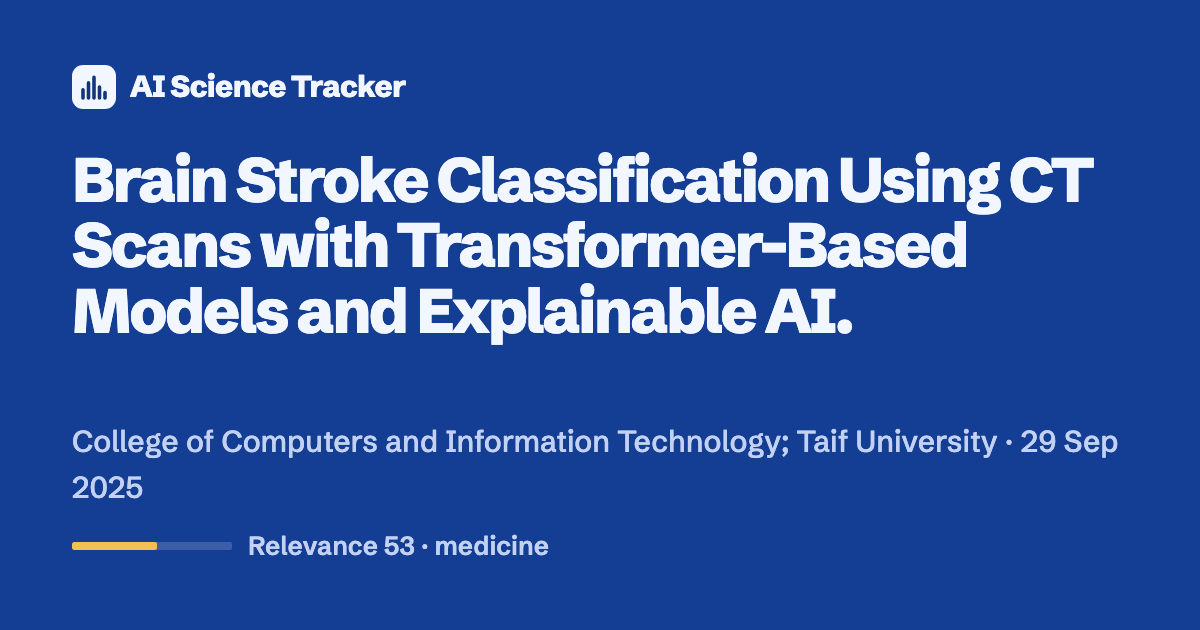 AI Science Tracker
Brain Stroke Classification Using CT
Scans with Transformer-Based
Models and Explainable AI.
College of Computers and Information Technology; Taif University · 29 Sep
2025
Relevance 53 · medicine